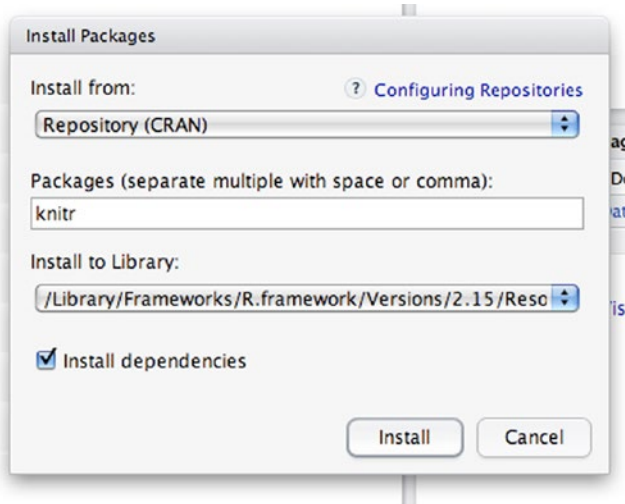 Install Packages
Install from:
? Configuring Repositories
Repository (CRAN)
Packages (separate multiple with space or comma):
knitr
Install to Library:
/Library/Frameworks/R.framework/Versions/2.15/Reso
Install dependencies
Install
Cancel